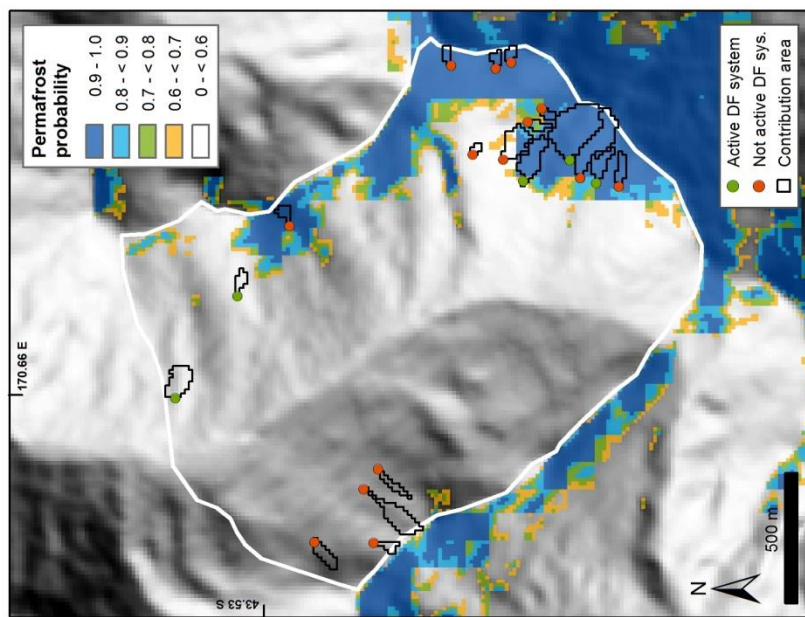 Permafrost
probability
0.9 - 1.0
0.8 - < 0.9
0.7 - < 0.8
0.6 - < 0.7
0 - < 0.6
170.66 E
43.53 S
N
500 m
Active DF system
Not active DF sys.
Contribution area